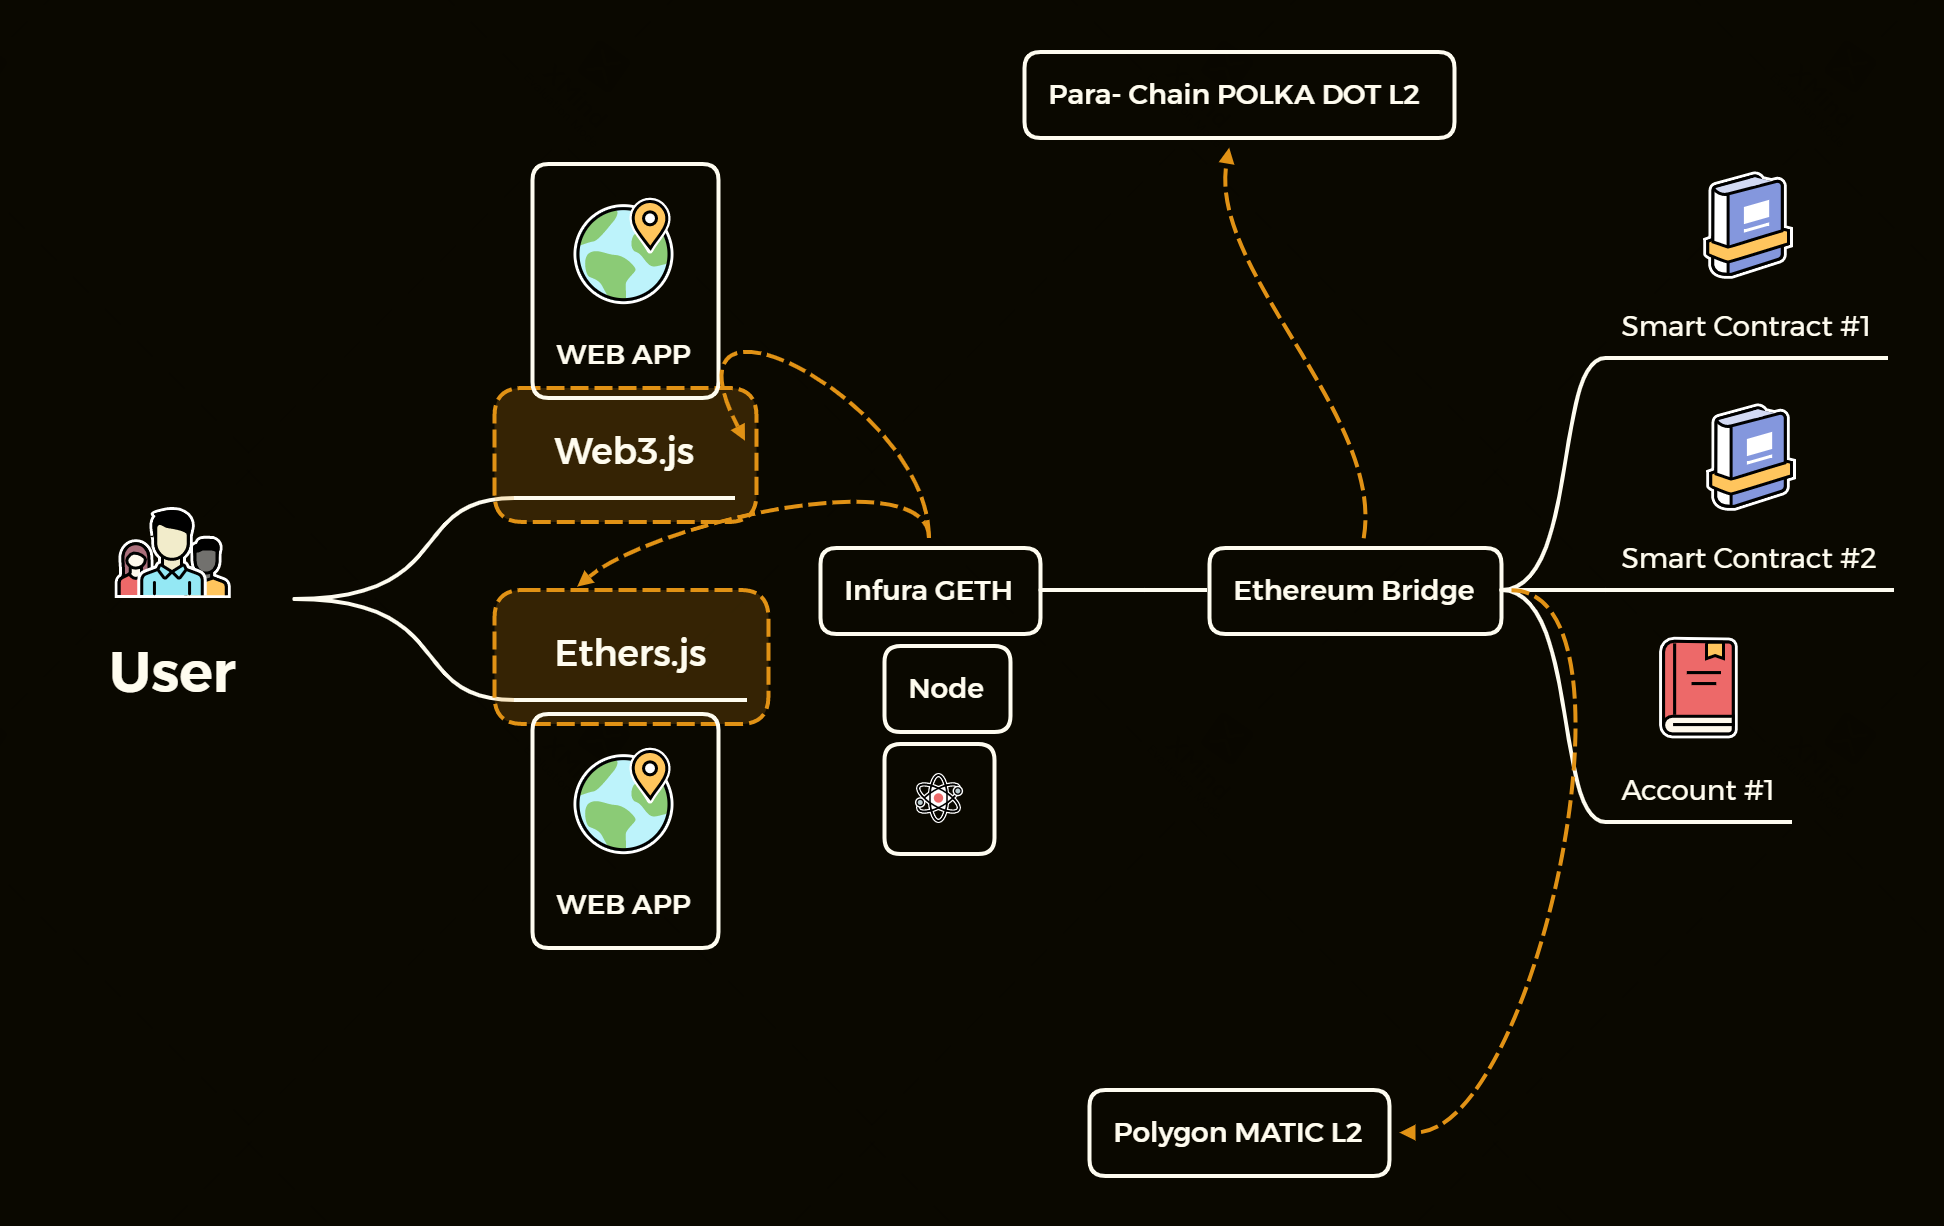 Para- Chain POLKA DOT L2
WEB APP
Web3.js
User
Ethers.js
WEB APP
Infura GETH
Node
Ethereum Bridge
Smart Contract #1
Smart Contract #2
Account #1
Polygon MATIC L2